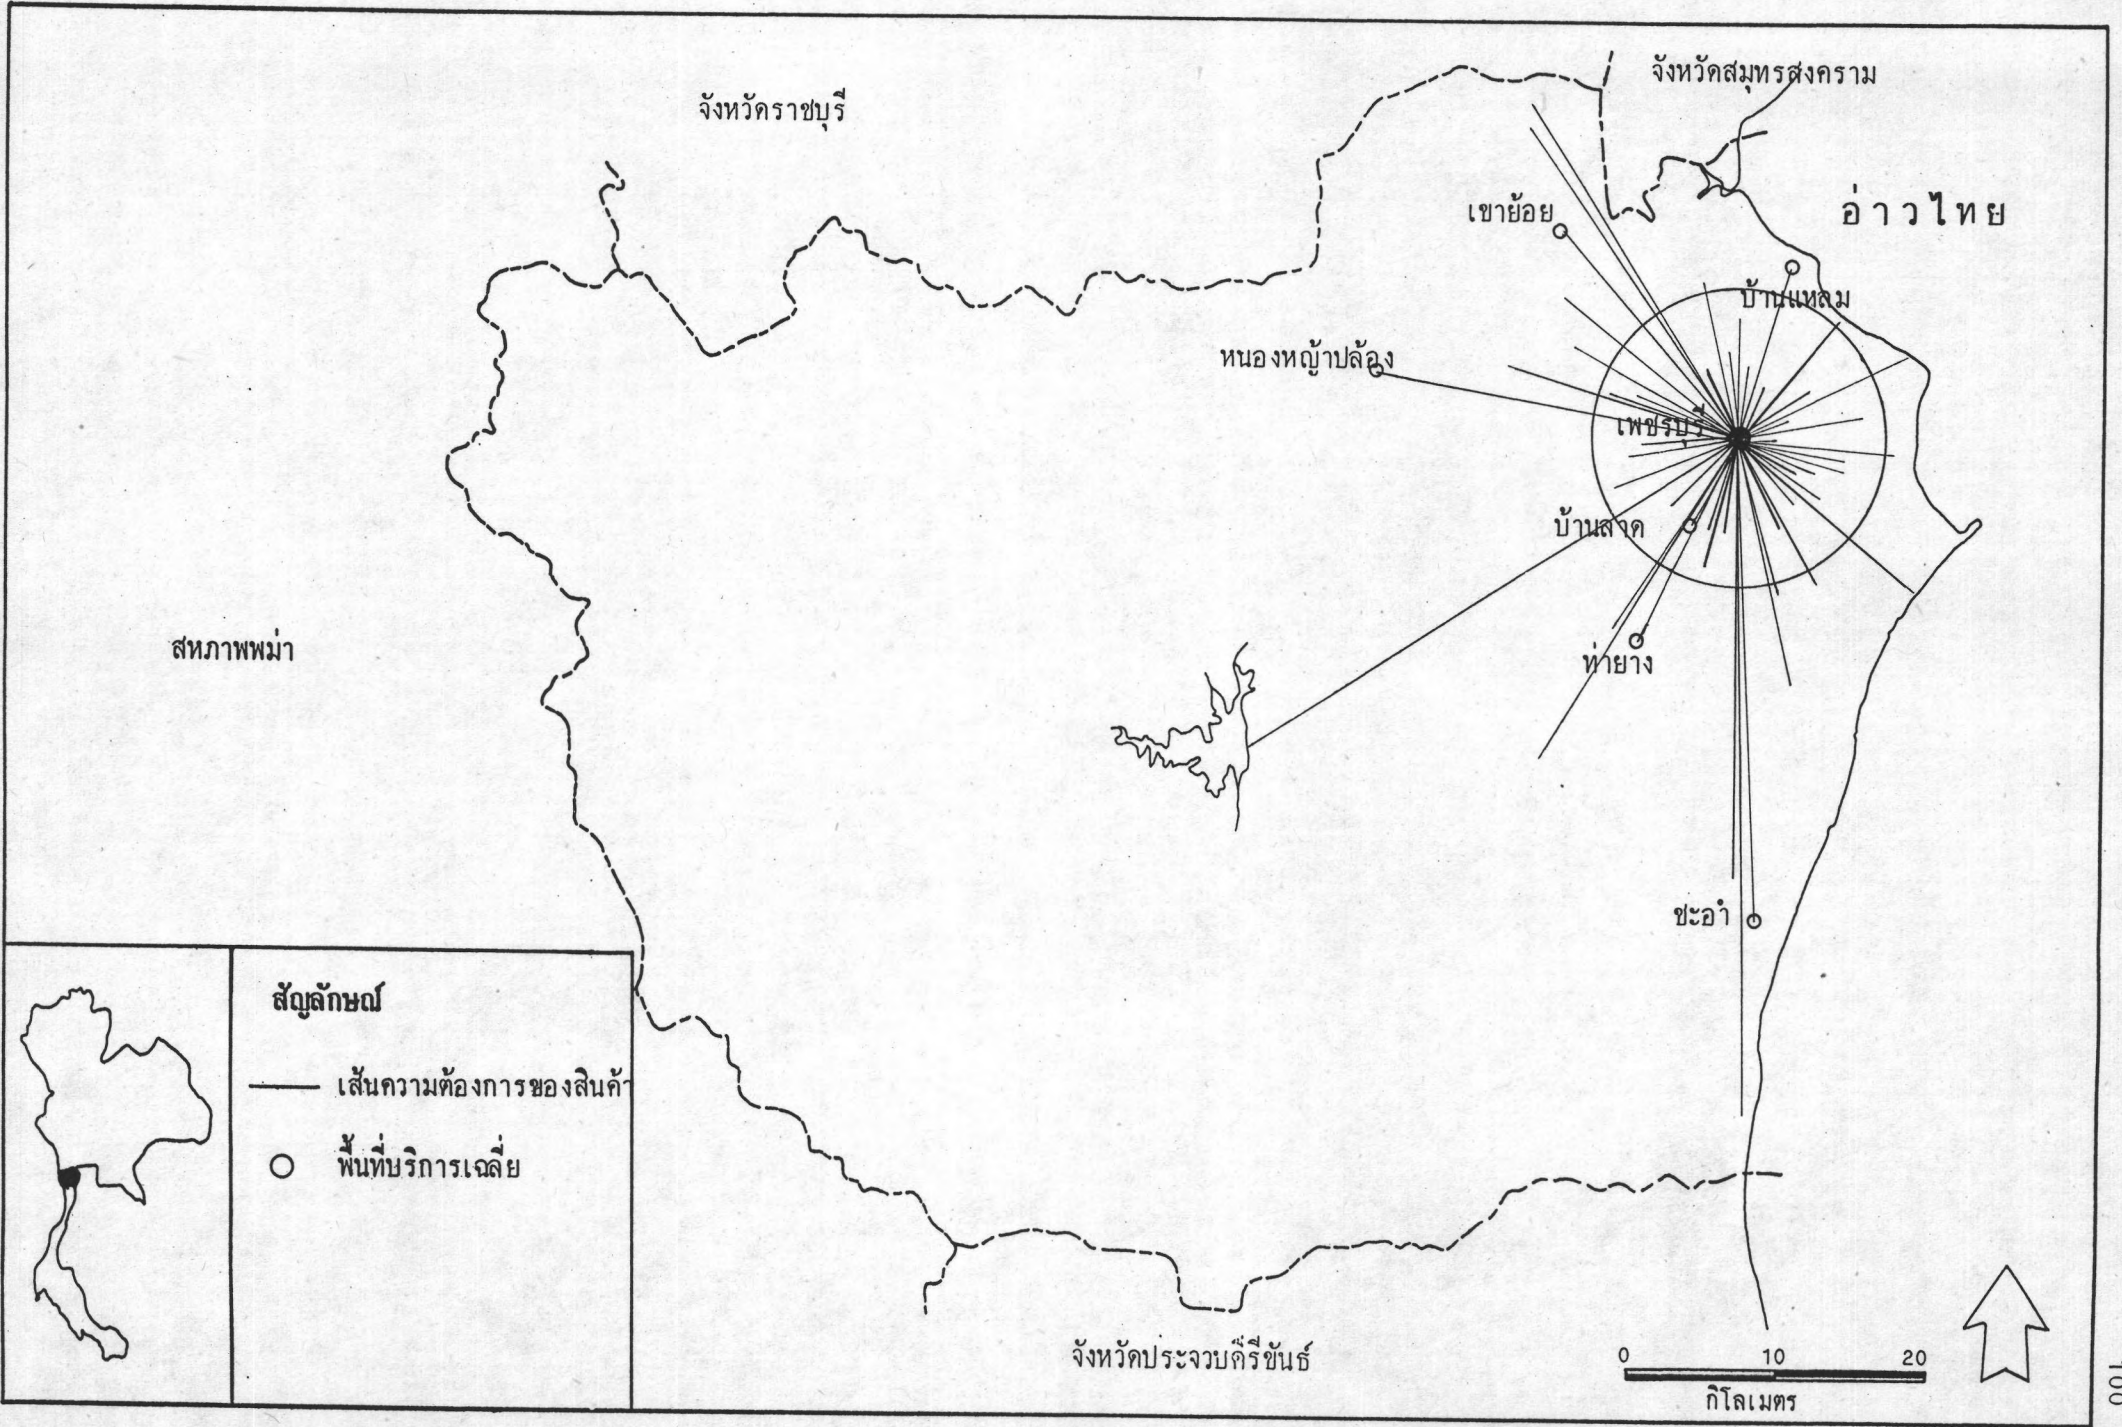 จังหวัดสมุทรสงคราม
จังหวัดราชบุรี
เขาย้อย
อ่าวไทย
บ้านแหลม
หนองหญ้าปล้อง
เพชรบุรี
บ้านลาด
สหภาพพม่า
ท่ายาง
ชะอำ
สัญลักษณ์
เส้นความต้องการของสินค้า
พื้นที่บริการเฉลี่ย
จังหวัดประจวบคิรีขันธ์
0 10 20
กิโลเมตร
100